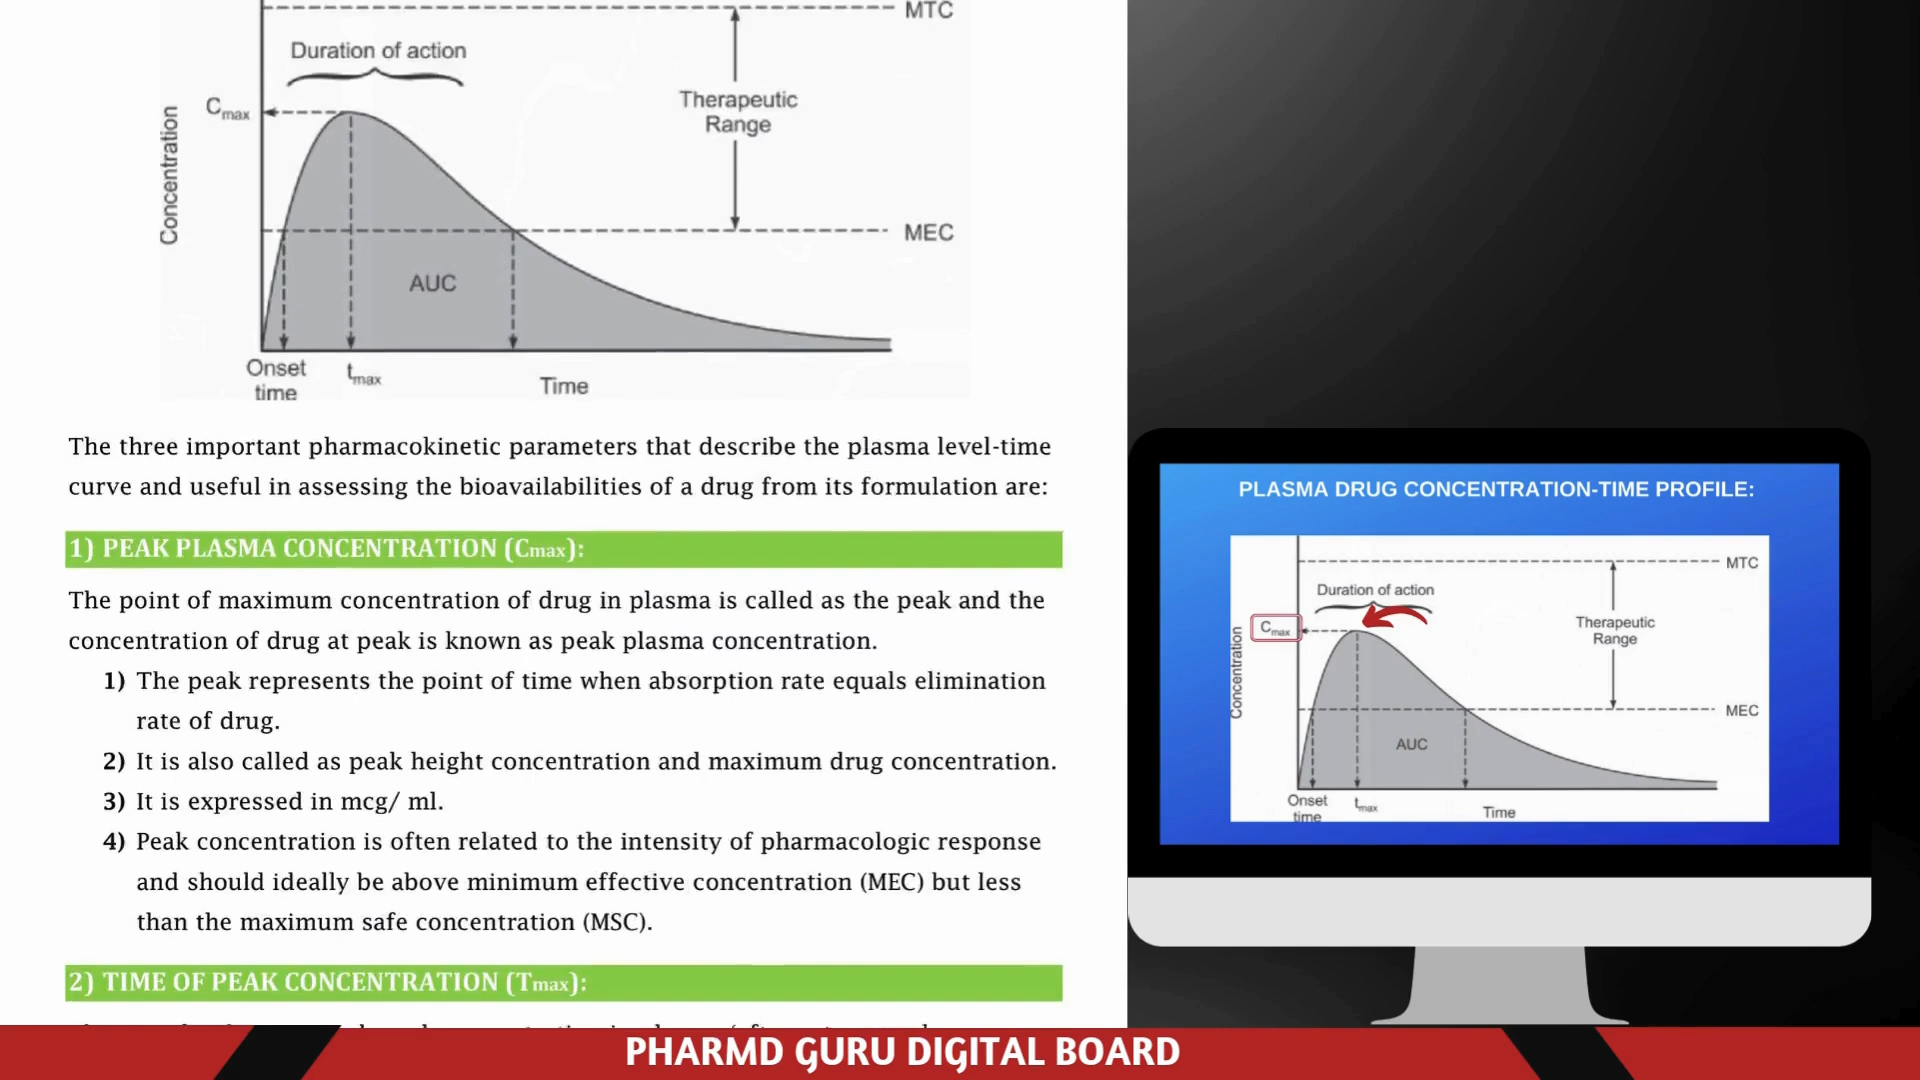 MTC
Duration of action
Cmax
Therapeutic
Range
Concentration
MEC
AUC
Onset
time
tmax
Time
The three important pharmacokinetic parameters that describe the plasma level-time
curve and useful in assessing the bioavailabilities of a drug from its formulation are:
1) PEAK PLASMA CONCENTRATION (Cmax):
The point of maximum concentration of drug in plasma is called as the peak and the
concentration of drug at peak is known as peak plasma concentration.
1) The peak represents the point of time when absorption rate equals elimination
rate of drug.
2) It is also called as peak height concentration and maximum drug concentration.
3) It is expressed in mcg/ ml.
4) Peak concentration is often related to the intensity of pharmacologic response
and should ideally be above minimum effective concentration (MEC) but less
than the maximum safe concentration (MSC).
2) TIME OF PEAK CONCENTRATION (Tmax):
PLASMA DRUG CONCENTRATION-TIME PROFILE:
MTC
Duration of action
Cmax
Therapeutic
Range
Concentration
MEC
AUC
Onset
time
tmax
Time
PHARMD GURU DIGITAL BOARD